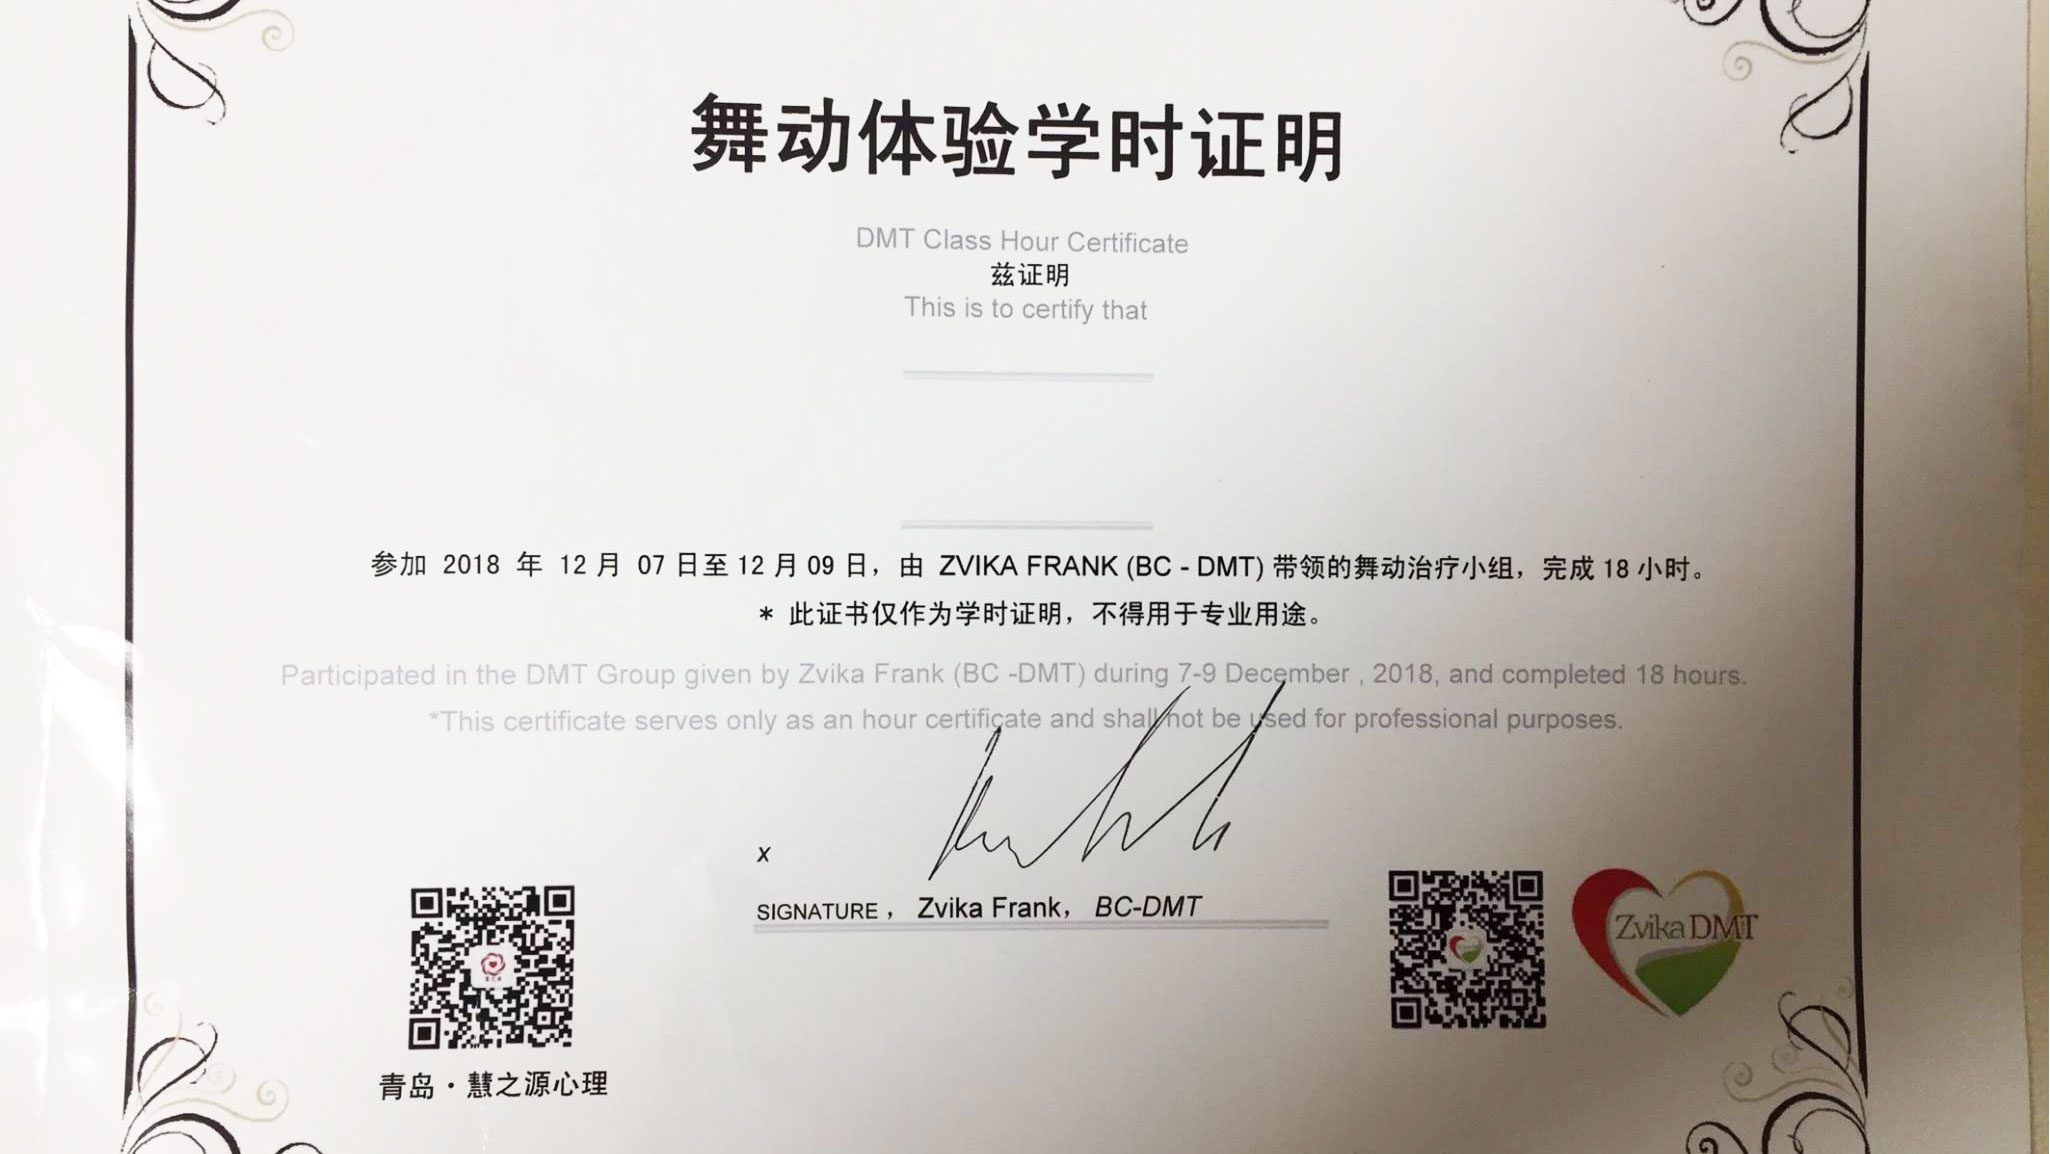 舞动体验学时证明
DMT Class Hour Certificate
兹证明
This is to certify that
参加 2018 年 12 月 07 日至 12 月 09 日，由 ZVIKA FRANK (BC - DMT) 带领的舞动治疗小组，完成 18 小时。
* 此证书仅作为学时证明，不得用于专业用途。
Participated in the DMT Group given by Zvika Frank (BC -DMT) during 7-9 December , 2018, and completed 18 hours.
*This certificate serves only as an hour certificate and shall not be used for professional purposes.
x
SIGNATURE， Zvika Frank， BC-DMT
Zvika DMT
青岛·慧之源心理